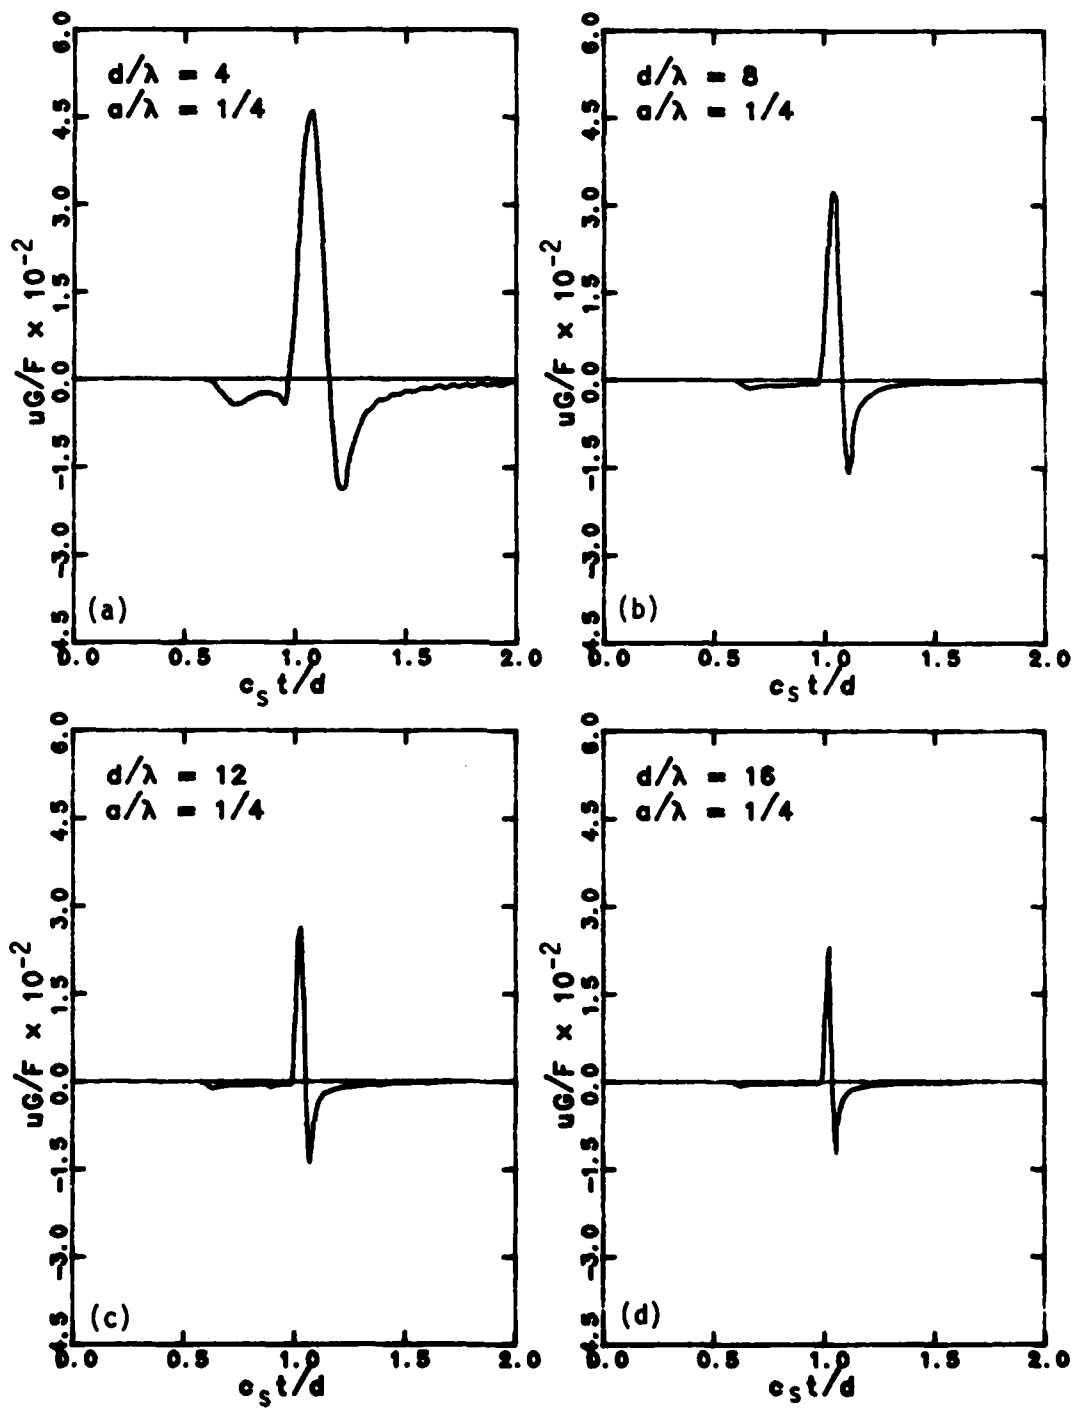 d/λ = 4
a/λ = 1/4
6.0
4.5
3.0
1.5
0.0
-1.5
-3.0
-4.5
uG/F × 10⁻²
(a)
0.0 0.5 1.0 1.5 2.0
cₛt/d
d/λ = 8
a/λ = 1/4
6.0
4.5
3.0
1.5
0.0
-1.5
-3.0
-4.5
uG/F × 10⁻²
(b)
0.0 0.5 1.0 1.5 2.0
cₛt/d
d/λ = 12
a/λ = 1/4
6.0
4.5
3.0
1.5
0.0
-1.5
-3.0
-4.5
uG/F × 10⁻²
(c)
0.0 0.5 1.0 1.5 2.0
cₛt/d
d/λ = 16
a/λ = 1/4
6.0
4.5
3.0
1.5
0.0
-1.5
-3.0
-4.5
uG/F × 10⁻²
(d)
0.0 0.5 1.0 1.5 2.0
cₛt/d